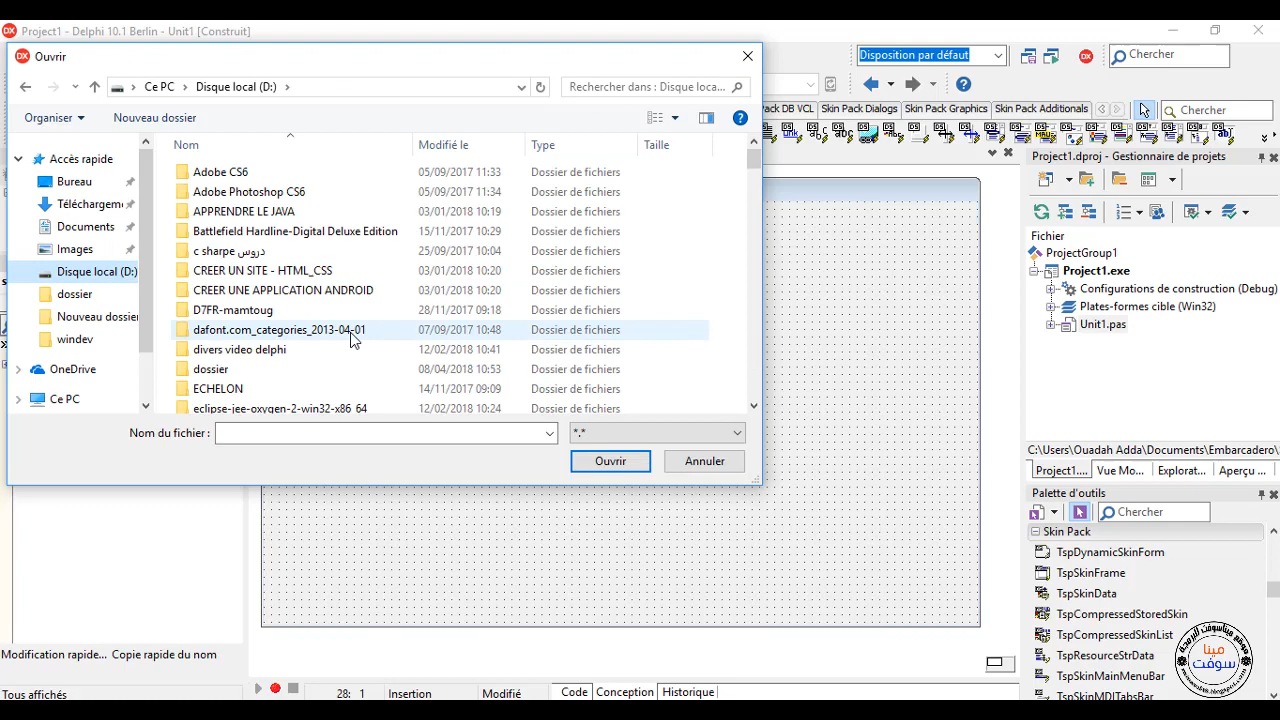 Project1 - Delphi 10.1 Berlin - Unit1 [Construit]
Ouvrir
Disposition par défaut
Chercher
Ce PC
Disque local (D:)
Rechercher dans : Disque loca...
Organiser
Nouveau dossier
ack DB VCL
Skin Pack Dialogs
Skin Pack Graphics
Skin Pack Additionals
Chercher
Nom
Modifié le
Type
Taille
Project1.dproj - Gestionnaire de projets
Accès rapide
Bureau
Téléchargem
Documents
Images
Disque local (D:)
dossier
Nouveau dossie
windev
OneDrive
Ce PC
Adobe CS6 05/09/2017 11:33 Dossier de fichiers
Adobe Photoshop CS6 05/09/2017 11:34 Dossier de fichiers
APPRENDRE LE JAVA 03/01/2018 10:19 Dossier de fichiers
Battlefield Hardline-Digital Deluxe Edition 15/11/2017 10:29 Dossier de fichiers
c sharpe دروس 25/09/2017 10:04 Dossier de fichiers
CREER UN SITE - HTML_CSS 03/01/2018 10:20 Dossier de fichiers
CREER UNE APPLICATION ANDROID 03/01/2018 10:20 Dossier de fichiers
D7FR-mamtoug 28/11/2017 09:18 Dossier de fichiers
dafont.com_categories_2013-04-01 07/09/2017 10:48 Dossier de fichiers
divers video delphi 12/02/2018 10:41 Dossier de fichiers
dossier 08/04/2018 10:53 Dossier de fichiers
ECHELON 14/11/2017 09:09 Dossier de fichiers
eclipse-jee-oxygen-2-win32-x86_64 12/02/2018 10:24 Dossier de fichiers
Nom du fichier :
*.*
Ouvrir
Annuler
Fichier
ProjectGroup1
Project1.exe
Configurations de construction (Debug)
Plates-formes cible (Win32)
Unit1.pas
C:\Users\Ouadah Adda\Documents\Embarcadero\
Project1....
Vue Mo...
Explorat...
Aperçu ...
Palette d'outils
Chercher
Skin Pack
TspDynamicSkinForm
TspSkinFrame
TspSkinData
TspCompressedStoredSkin
TspCompressedSkinList
TspResourceStrData
TspSkinMainMenuBar
TspSkinMDITabsBar
Modification rapide...
Copie rapide du nom
Tous affichés
28: 1
Insertion
Modifié
Code
Conception
Historique
مينا
سوفت